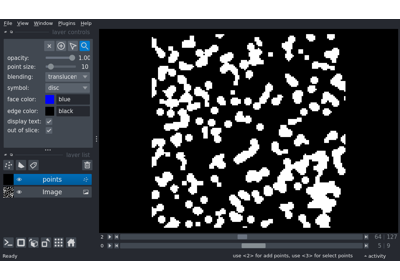 File View Window Plugins Help
layer controls
opacity: 1.00
point size: 10
blending: translucen
symbol: disc
face color: blue
edge color: black
display text:
out of slice:
layer list
points
Image
2 64 127
0 5 9
Ready use <2> for add points, use <3> for select points activity